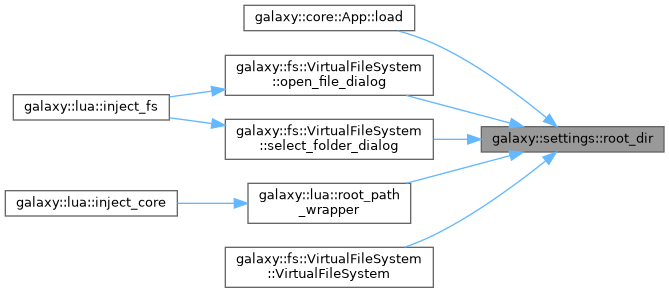 galaxy::core::App::load
galaxy::fs::VirtualFileSystem
::open_file_dialog
galaxy::lua::inject_fs
galaxy::fs::VirtualFileSystem
::select_folder_dialog
galaxy::settings::root_dir
galaxy::lua::root_path
_wrapper
galaxy::lua::inject_core
galaxy::fs::VirtualFileSystem
::VirtualFileSystem